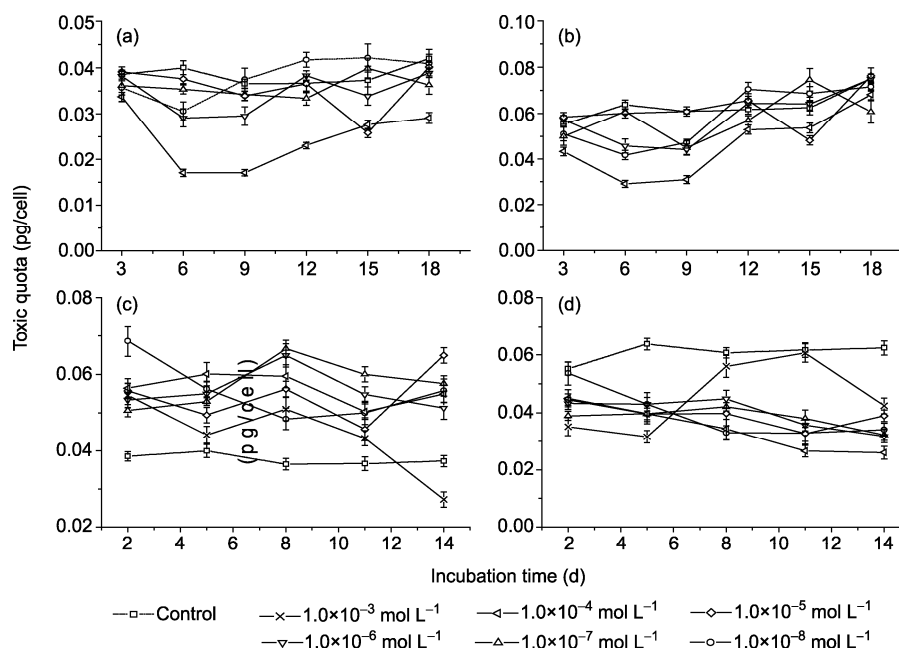 0.05
(a)
0.04
0.03
0.02
0.01
0.00
3 6 9 12 15 18
0.10
(b)
0.08
0.06
0.04
0.02
0.00
3 6 9 12 15 18
Toxic quota (pg/cell)
0.08
(c)
0.06
0.04
0.02
(pg/cell)
2 4 6 8 10 12 14
0.08
(d)
0.06
0.04
0.02
0.00
2 4 6 8 10 12 14
Incubation time (d)
Control 1.0×10⁻³ mol L⁻¹ 1.0×10⁻⁴ mol L⁻¹ 1.0×10⁻⁵ mol L⁻¹
1.0×10⁻⁶ mol L⁻¹ 1.0×10⁻⁷ mol L⁻¹ 1.0×10⁻⁸ mol L⁻¹